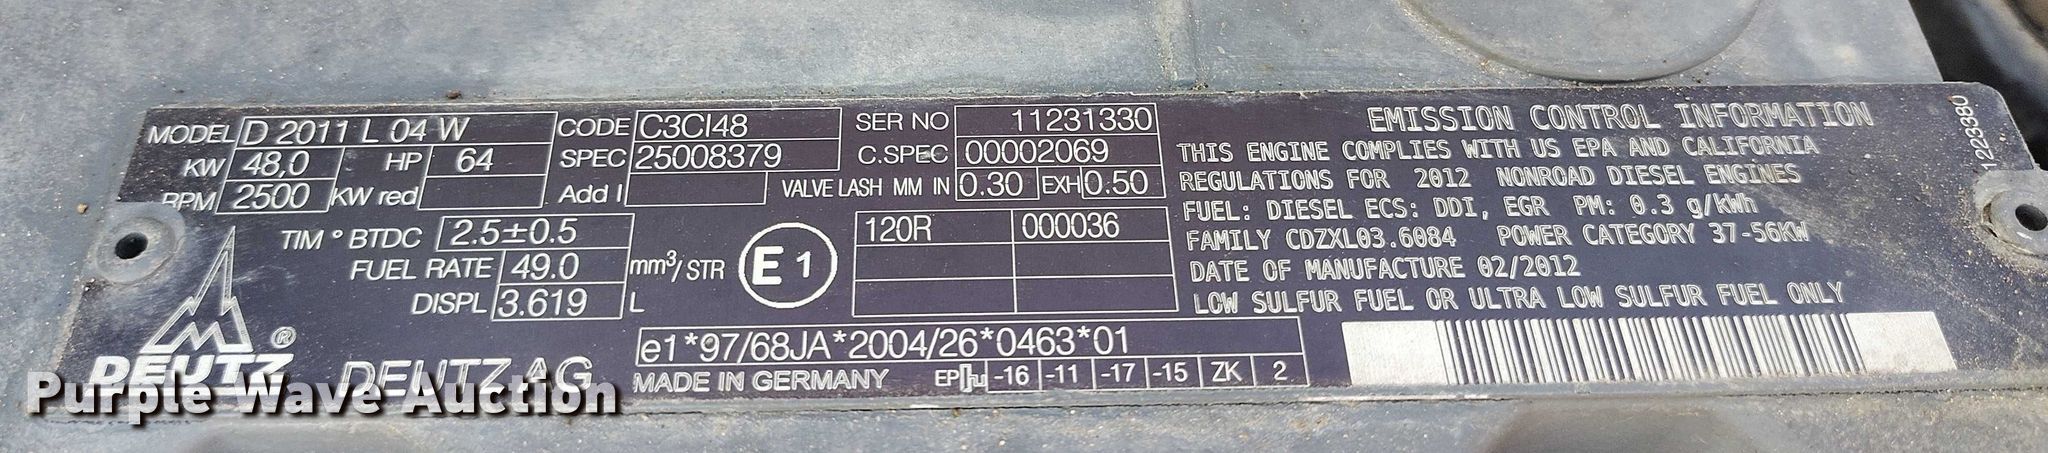 MODEL D 2011 L 04 W CODE C3CI48 SER NO 11231330
KW 48,0 HP 64 SPEC 25008379 C.SPEC 00002069
RPM 2500 KW red Add I VALVE LASH MM IN 0.30 EXH 0.50
TIM ° BTDC 2.5±0.5 120R 000036
FUEL RATE 49.0 mm³/STR E1
DISPL 3.619 L
e1*97/68JA*2004/26*0463*01
DEUTZ ® DEUTZ AG MADE IN GERMANY EP -16 -11 -17 -15 ZK 2
EMISSION CONTROL INFORMATION
THIS ENGINE COMPLIES WITH US EPA AND CALIFORNIA
REGULATIONS FOR 2012 NONROAD DIESEL ENGINES
FUEL: DIESEL ECS: DDI, EGR PM: 0.3 g/kWh
FAMILY CDZXL03.6084 POWER CATEGORY 37-56KW
DATE OF MANUFACTURE 02/2012
LOW SULFUR FUEL OR ULTRA LOW SULFUR FUEL ONLY
1223380
Purple Wave Auction